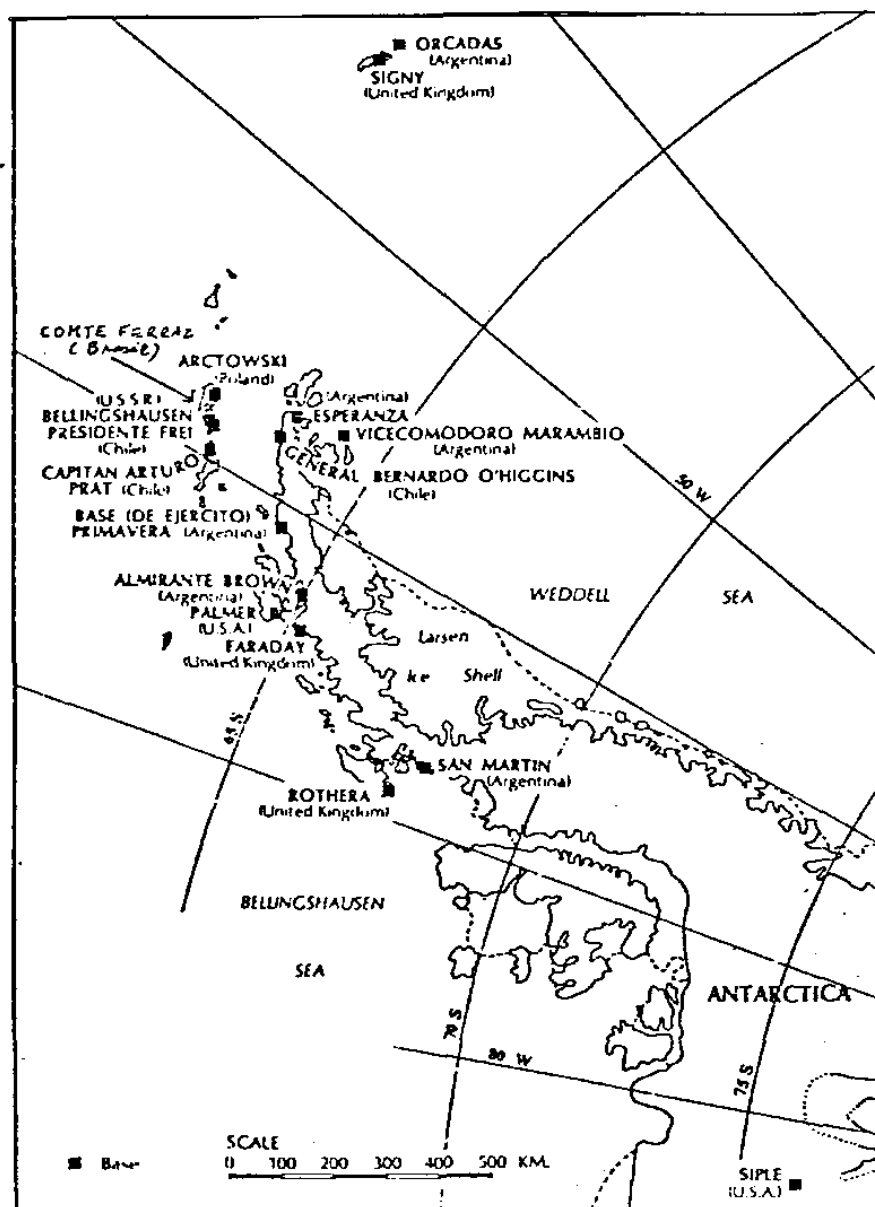 ORCADAS
(Argentina)
SIGNY
(United Kingdom)
COMTE FERRAZ
(Brasil)
ARCTOWSKI
(Poland)
(U.S.S.R.)
BELLINGSHAUSEN
PRESIDENTE FREI
(Chile)
CAPITAN ARTURO
PRAT (Chile)
(Argentina)
ESPERANZA
VICECOMODORO MARAMBIO
(Argentina)
GENERAL BERNARDO O'HIGGINS
(Chile)
BASE (DE EJERCITO)
PRIMAVERA (Argentina)
ALMIRANTE BROWN
(Argentina)
PALMER
(U.S.A.)
FARADAY
(United Kingdom)
50 W
WEDDELL SEA
Larsen
Ice Shelf
65 S
SAN MARTIN
(Argentina)
ROTHERA
(United Kingdom)
BELLINGSHAUSEN
SEA
ANTARCTICA
70 S
80 W
75 S
SIPLE
(U.S.A.)
Base
SCALE
0 100 200 300 400 500 KM.